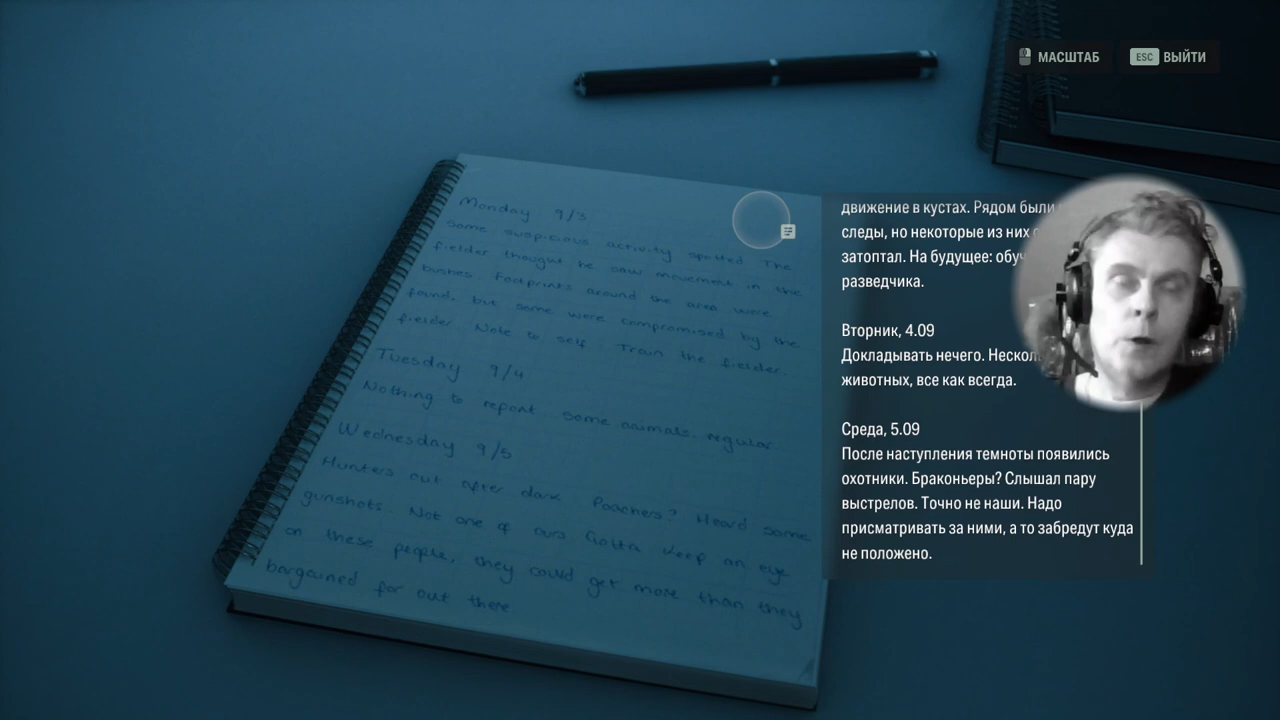 МАСШТАБ
ESC ВЫЙТИ
Monday 9/3
Some suspicious activity spotted. The
fielder thought he saw movement in the
bushes. Footprints around the area were
found, but some were compromised by the
fielder. Note to self: Train the fielder.
Tuesday 9/4
Nothing to report. Some animals. Regular.
Wednesday 9/5
Hunters out after dark. Poachers? Heard some
gunshots. Not one of ours. Gotta keep an eye
on these people, they could get more than they
bargained for out there
движение в кустах. Рядом были
следы, но некоторые из них
затоптал. На будущее:
разведчика.
Вторник, 4.09
Докладывать нечего.
животных, все как всегда.
Среда, 5.09
После наступления темноты появились
охотники. Браконьеры? Слышал пару
выстрелов. Точно не наши. Надо
присматривать за ними, а то забредут куда
не положено.